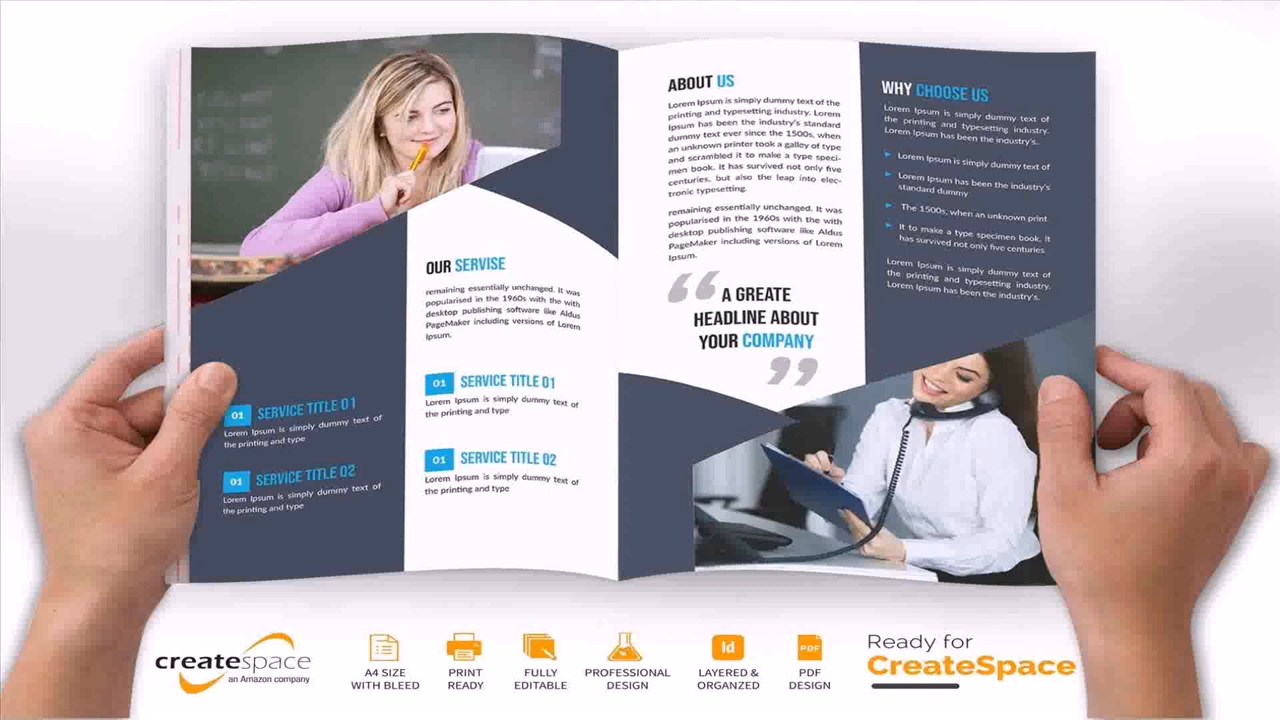 OUR SERVISE
remaining essentially unchanged. It was
popularised in the 1960s with the with
desktop publishing software like Aldus
PageMaker including versions of Lorem
Ipsum.
01 SERVICE TITLE 01
Lorem Ipsum is simply dummy text of
the printing and type
01 SERVICE TITLE 02
Lorem Ipsum is simply dummy text of
the printing and type
01 SERVICE TITLE 01
Lorem Ipsum is simply dummy text of
the printing and type
01 SERVICE TITLE 02
Lorem Ipsum is simply dummy text of
the printing and type
ABOUT US
Lorem Ipsum is simply dummy text of the
printing and typesetting industry. Lorem
Ipsum has been the industry's standard
dummy text ever since the 1500s, when
an unknown printer took a galley of type
and scrambled it to make a type speci-
men book. It has survived not only five
centuries, but also the leap into elec-
tronic typesetting.
remaining essentially unchanged. It was
popularised in the 1960s with the with
desktop publishing software like Aldus
PageMaker including versions of Lorem
Ipsum.
“ A GREATE
HEADLINE ABOUT
YOUR COMPANY
”
WHY CHOOSE US
Lorem Ipsum is simply dummy text of
the printing and typesetting industry.
Lorem Ipsum has been the industry's.
Lorem Ipsum is simply dummy text of
Lorem Ipsum has been the industry's
standard dummy
The 1500s, when an unknown print
It to make a type specimen book. It
has survived not only five centuries
Lorem Ipsum is simply dummy text of
the printing and typesetting industry.
Lorem Ipsum has been the industry's.
createspace
an Amazon company
A4 SIZE
WITH BLEED
PRINT
READY
FULLY
EDITABLE
PROFESSIONAL
DESIGN
Id
LAYERED &
ORGANZED
PDF
PDF
DESIGN
Ready for
CreateSpace